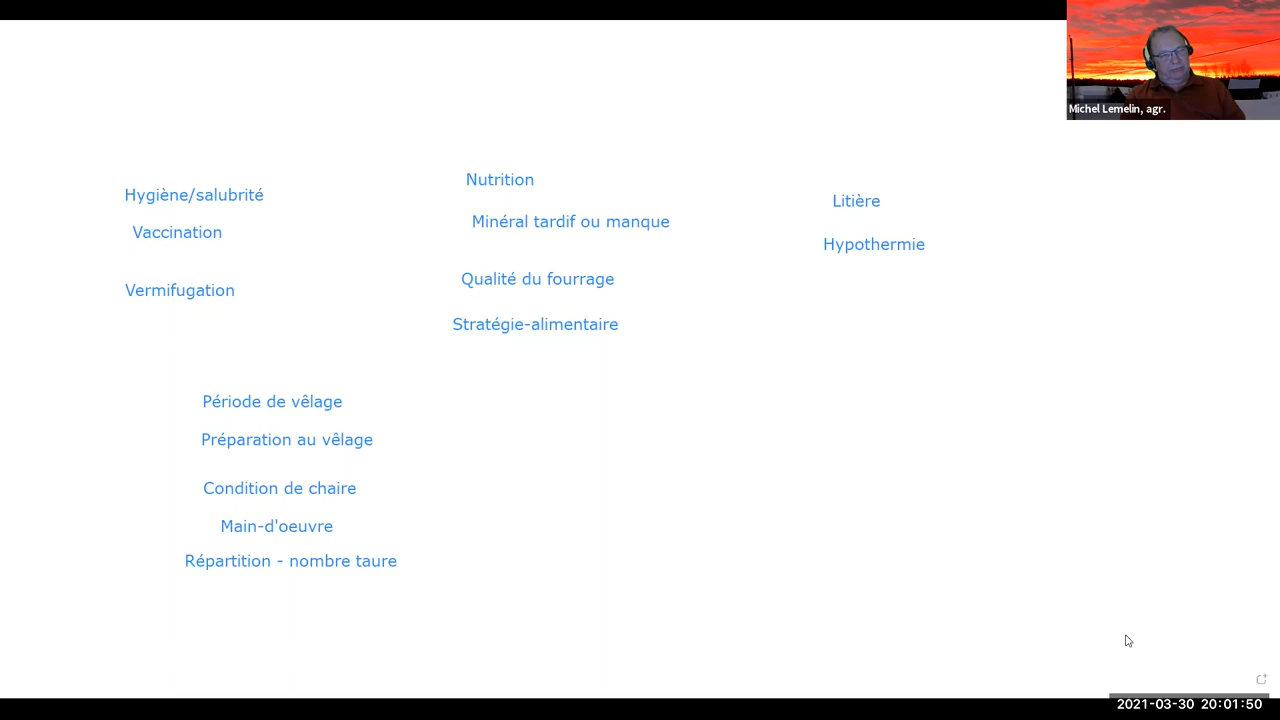 Michel Lemelin, agr.
Hygiène/salubrité
Vaccination
Vermifugation
Nutrition
Minéral tardif ou manque
Qualité du fourrage
Stratégie-alimentaire
Litière
Hypothermie
Période de vêlage
Préparation au vêlage
Condition de chaire
Main-d'oeuvre
Répartition - nombre taure
2021-03-30 20:01:50